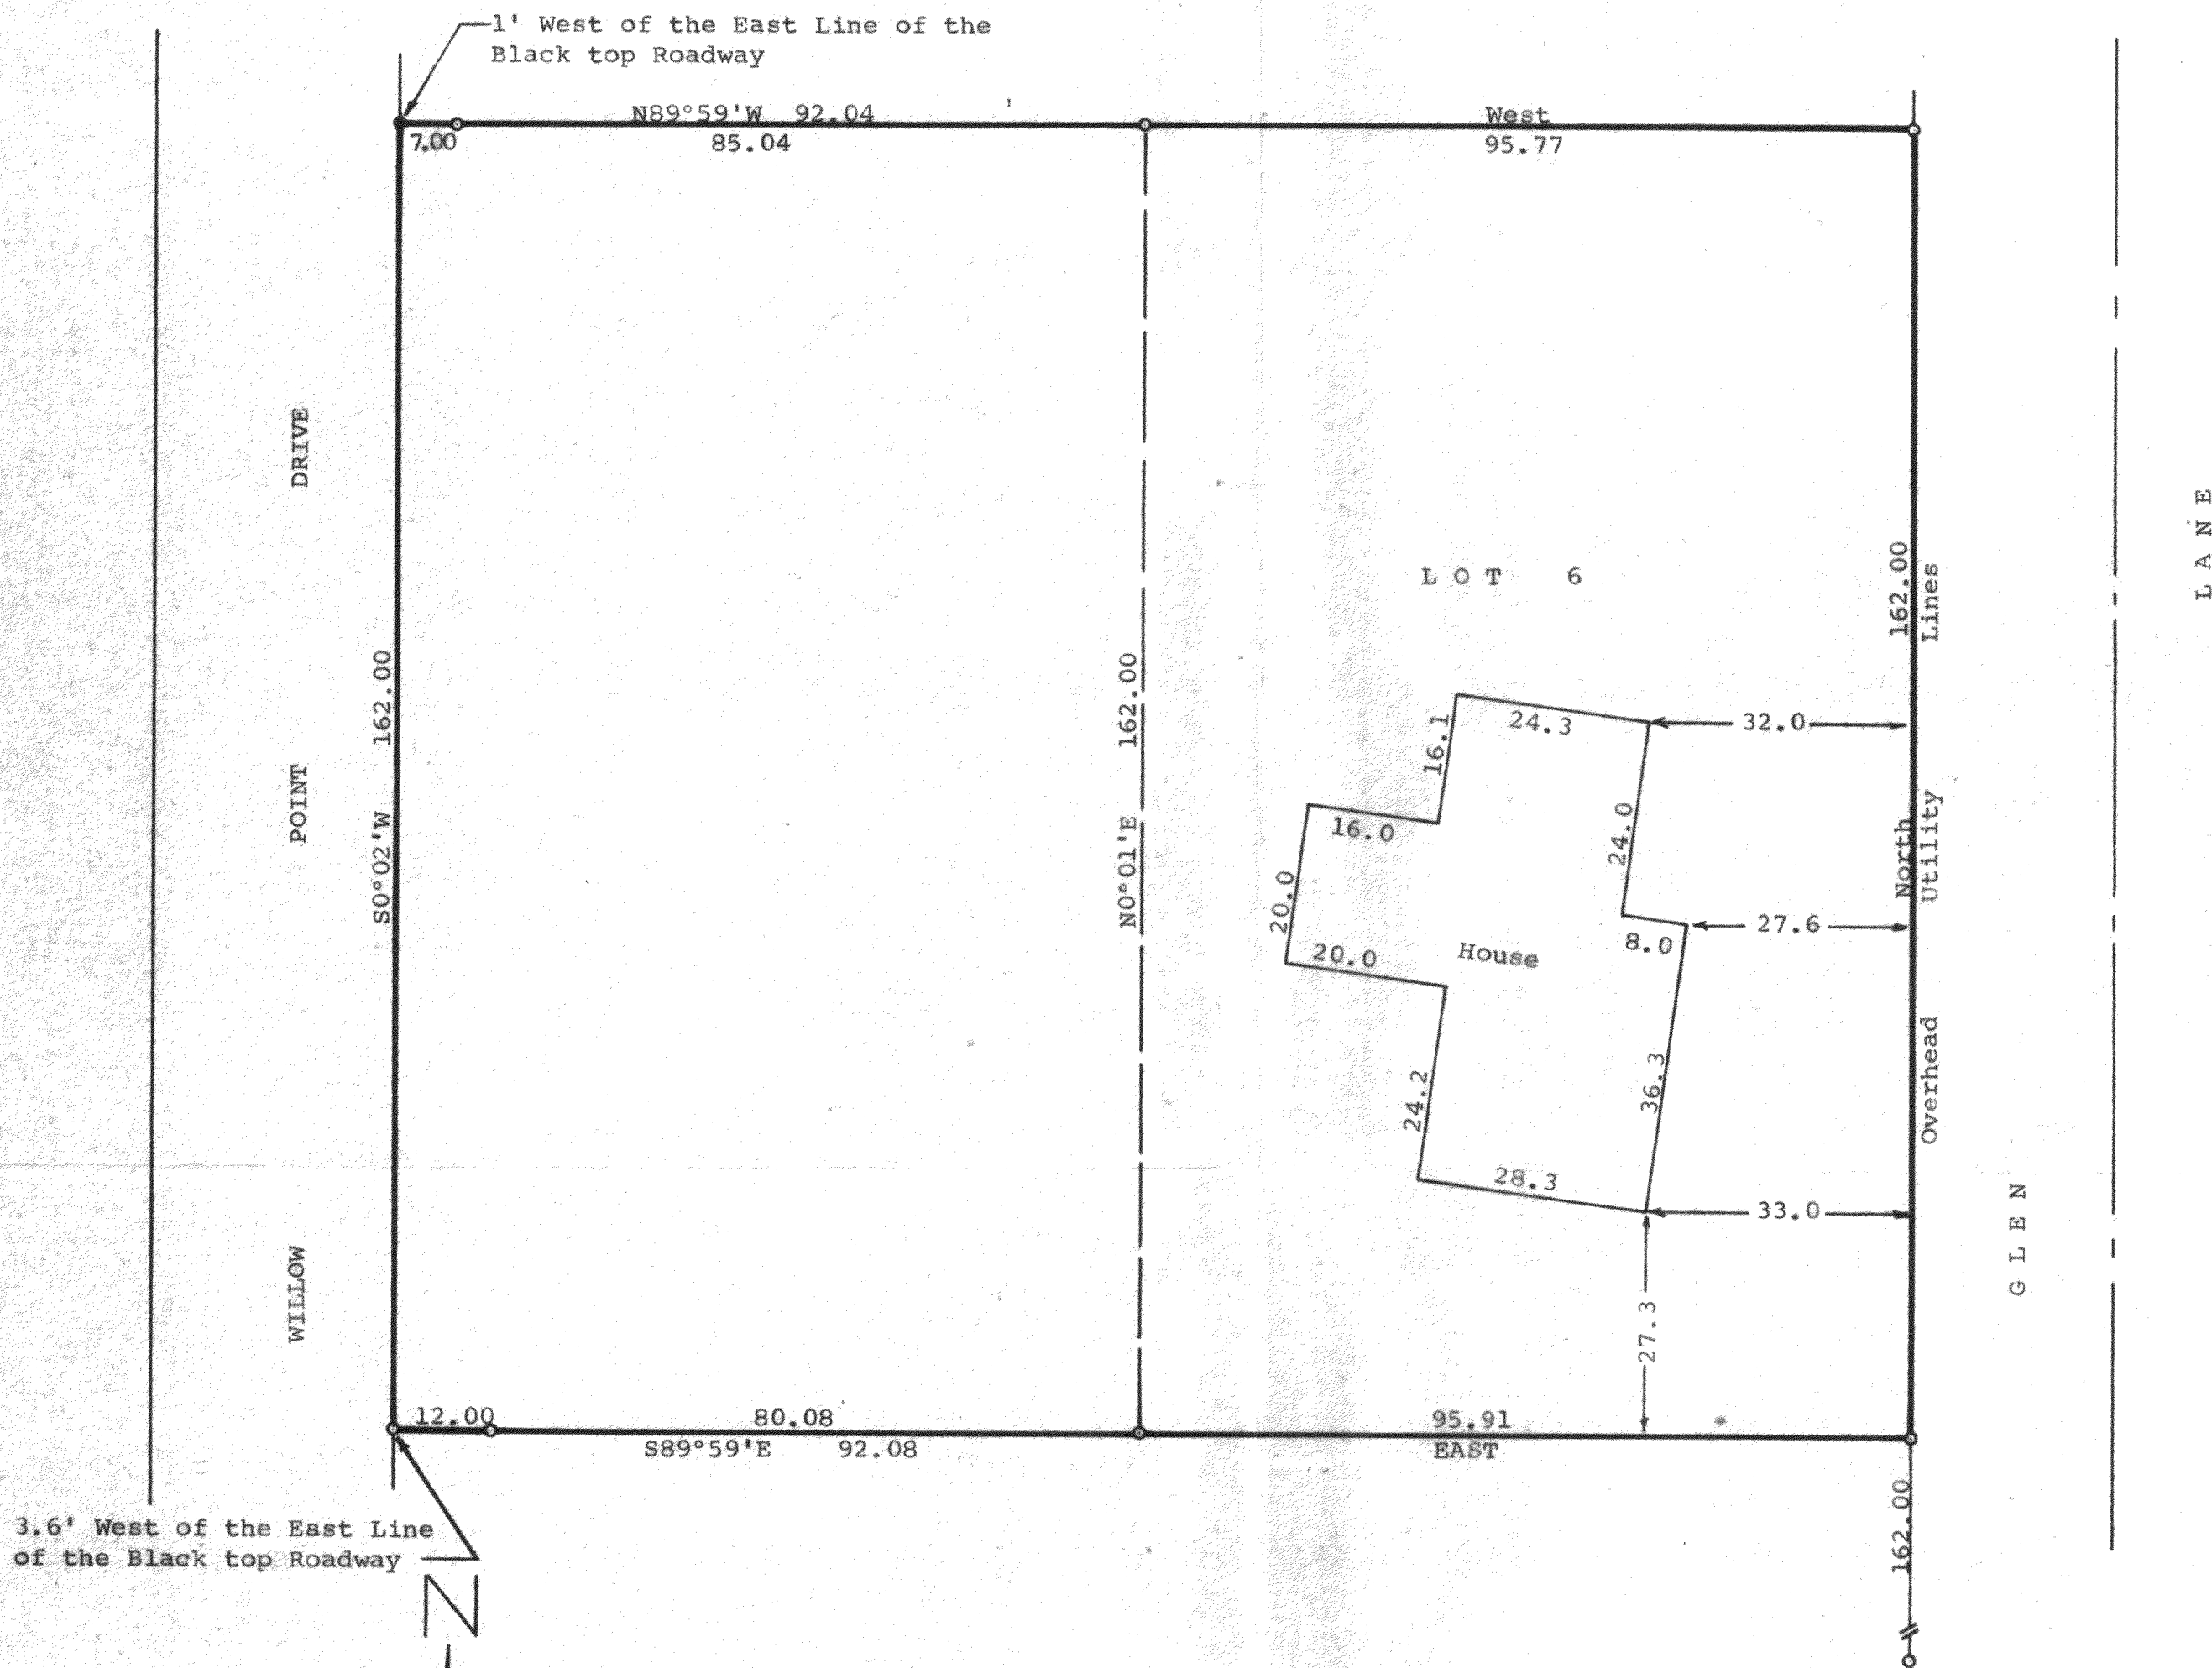 1' West of the East Line of the
Black top Roadway
N89°59'W 92.04
7.00
85.04
West
95.77
WILLOW POINT DRIVE
S0°02'W 162.00
N0°01'E 162.00
LOT 6
North 162.00
Overhead Utility Lines
GLEN LANE
24.3
32.0
16.1
24.0
16.0
20.0
27.6
8.0
House
20.0
36.3
24.2
28.3
33.0
27.3
12.00
80.08
95.91
S89°59'E 92.08
EAST
162.00
3.6' West of the East Line
of the Black top Roadway
N